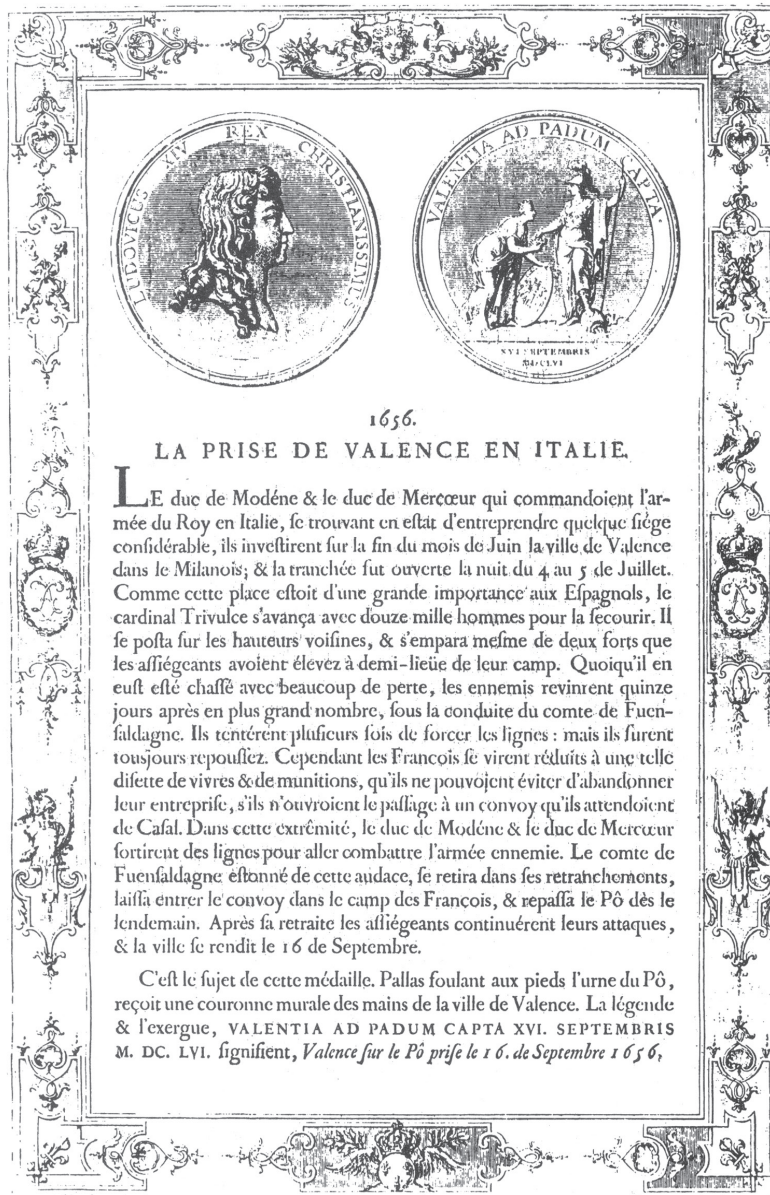 LUDOVICUS XIV REX CHRISTIANISSIMUS
VALENTIA AD PADUM CAPTA.
XVI SEPTEMBRIS
MDCLVI
1656.
LA PRISE DE VALENCE EN ITALIE.
LE duc de Modéne & le duc de Mercœur qui commandoient l'ar-
mée du Roy en Italie, ſe trouvant en eſtat d'entreprendre quelque ſiége
conſidérable, ils inveſtirent ſur la fin du mois de Juin la ville de Valence
dans le Milanois; & la tranchée fut ouverte la nuit du 4 au 5 de Juillet.
Comme cette place eſtoit d'une grande importance aux Eſpagnols, le
cardinal Trivulce s'avança avec douze mille hommes pour la ſecourir. Il
ſe poſta ſur les hauteurs voiſines, & s'empara meſme de deux forts que
les aſſiégeants avoient élevez à demi-lieüe de leur camp. Quoiqu'il en
euſt eſté chaſſé avec beaucoup de perte, les ennemis revinrent quinze
jours après en plus grand nombre, ſous la conduite du comte de Fuen-
ſaldagne. Ils tentérent pluſieurs fois de forcer les lignes : mais ils furent
tousjours repouſſez. Cependant les François ſe virent réduits à une telle
diſette de vivres & de munitions, qu'ils ne pouvojent éviter d'abandonner
leur entrepriſe, s'ils n'ouvroient le paſſage à un convoy qu'ils attendoient
de Caſal. Dans cette extrêmité, le duc de Modéne & le duc de Mercœur
ſortirent des lignes pour aller combattre l'armée ennemie. Le comte de
Fuenſaldagne eſtonné de cette audace, ſe retira dans ſes retranchements,
laiſſa entrer le convoy dans le camp des François, & repaſſa le Pô dès le
lendemain. Après ſa retraite les aſſiégeants continuérent leurs attaques,
& la ville ſe rendit le 16 de Septembre.
C'eſt le ſujet de cette médaille. Pallas foulant aux pieds l'urne du Pô,
reçoit une couronne murale des mains de la ville de Valence. La légende
& l'exergue, VALENTIA AD PADUM CAPTA XVI. SEPTEMBRIS
M. DC. LVI. ſignifient, Valence ſur le Pô priſe le 16. de Septembre 1656.